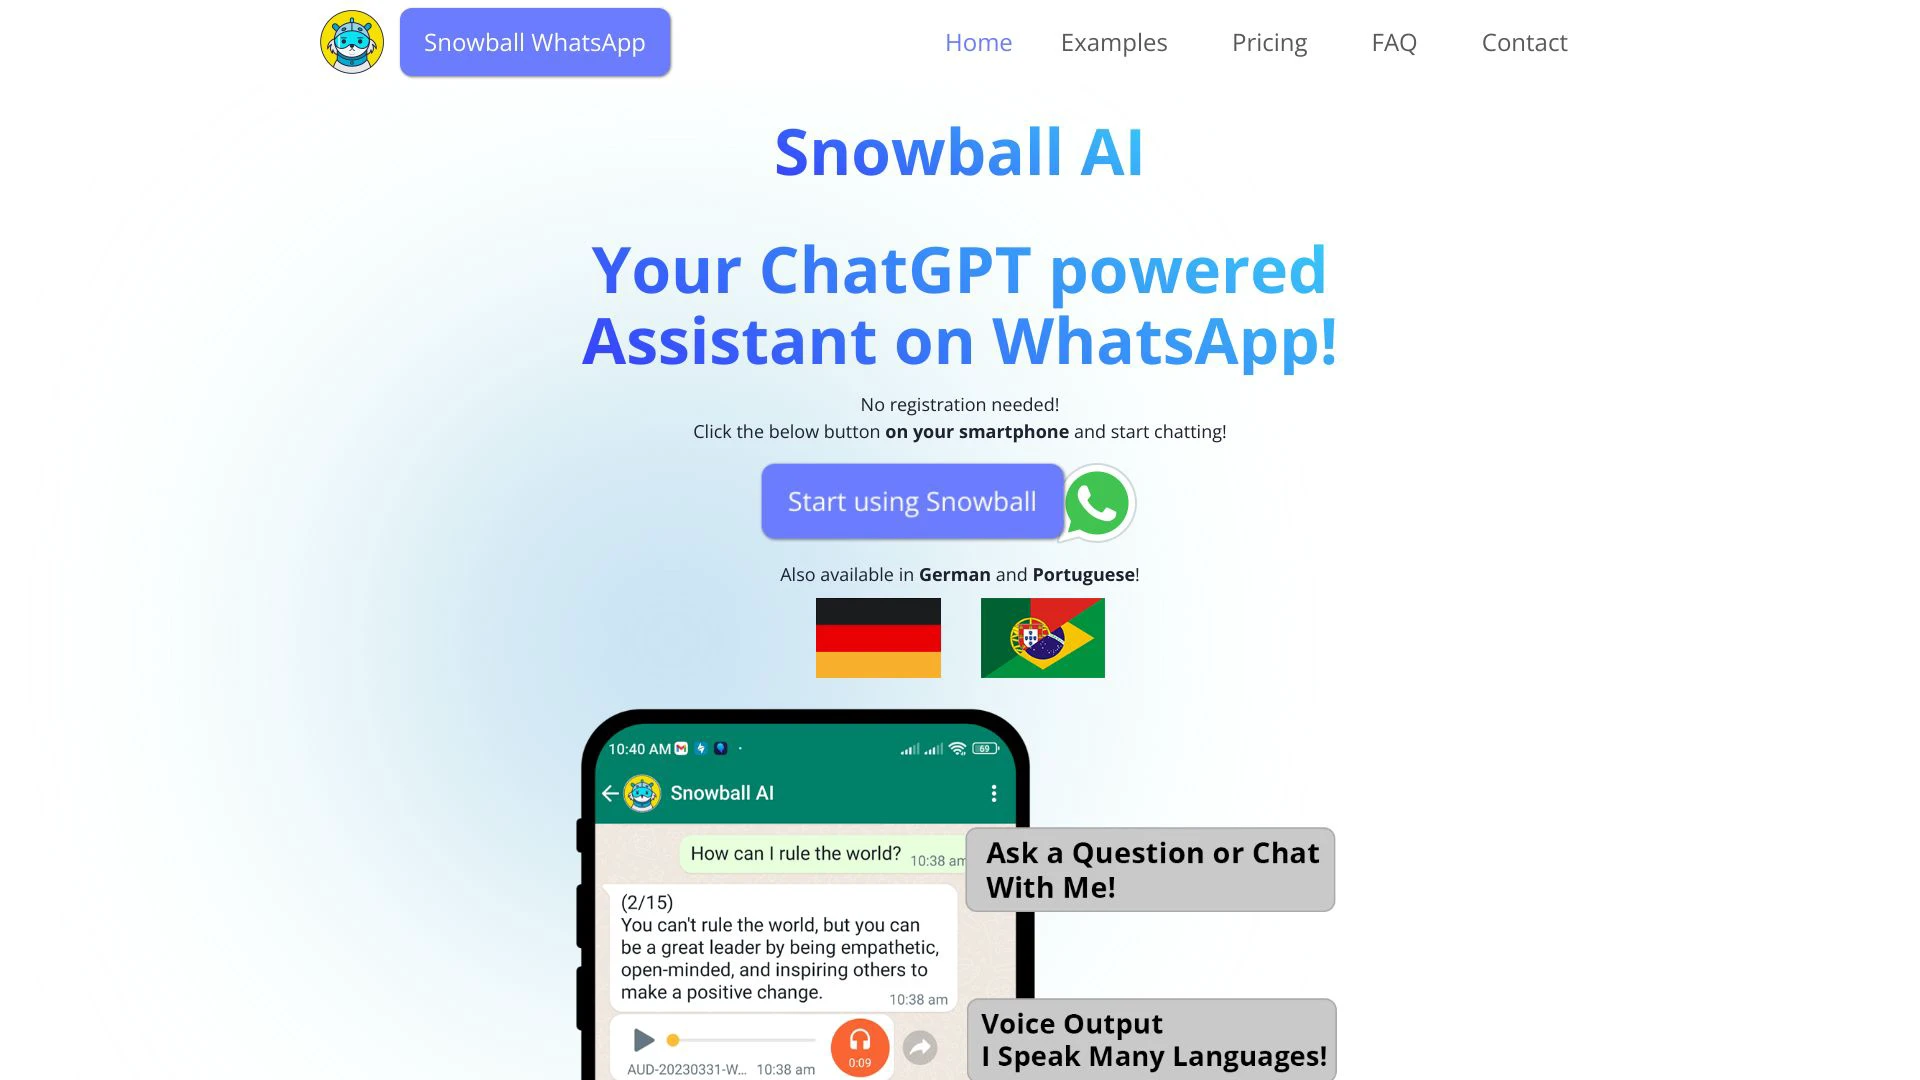 Snowball WhatsApp
Home
Examples
Pricing
FAQ
Contact
Snowball AI
Your ChatGPT powered
Assistant on WhatsApp!
No registration needed!
Click the below button on your smartphone and start chatting!
Start using Snowball
Also available in German and Portuguese!
10:40 AM
69
Snowball AI
How can I rule the world?
10:38 am
Ask a Question or Chat
With Me!
(2/15)
You can't rule the world, but you can
be a great leader by being empathetic,
open-minded, and inspiring others to
make a positive change.
10:38 am
Voice Output
I Speak Many Languages!
0:09
AUD-20230331-W...
10:38 am